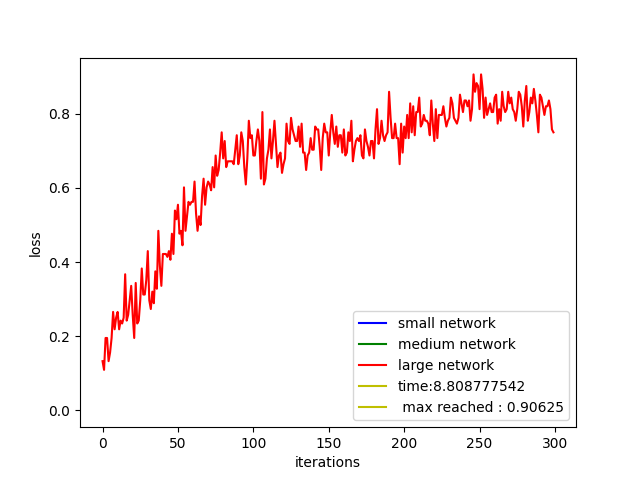 0.8
0.6
0.4
0.2
0.0
loss
0 50 100 150 200 250 300
iterations
small network
medium network
large network
time:8.808777542
max reached : 0.90625